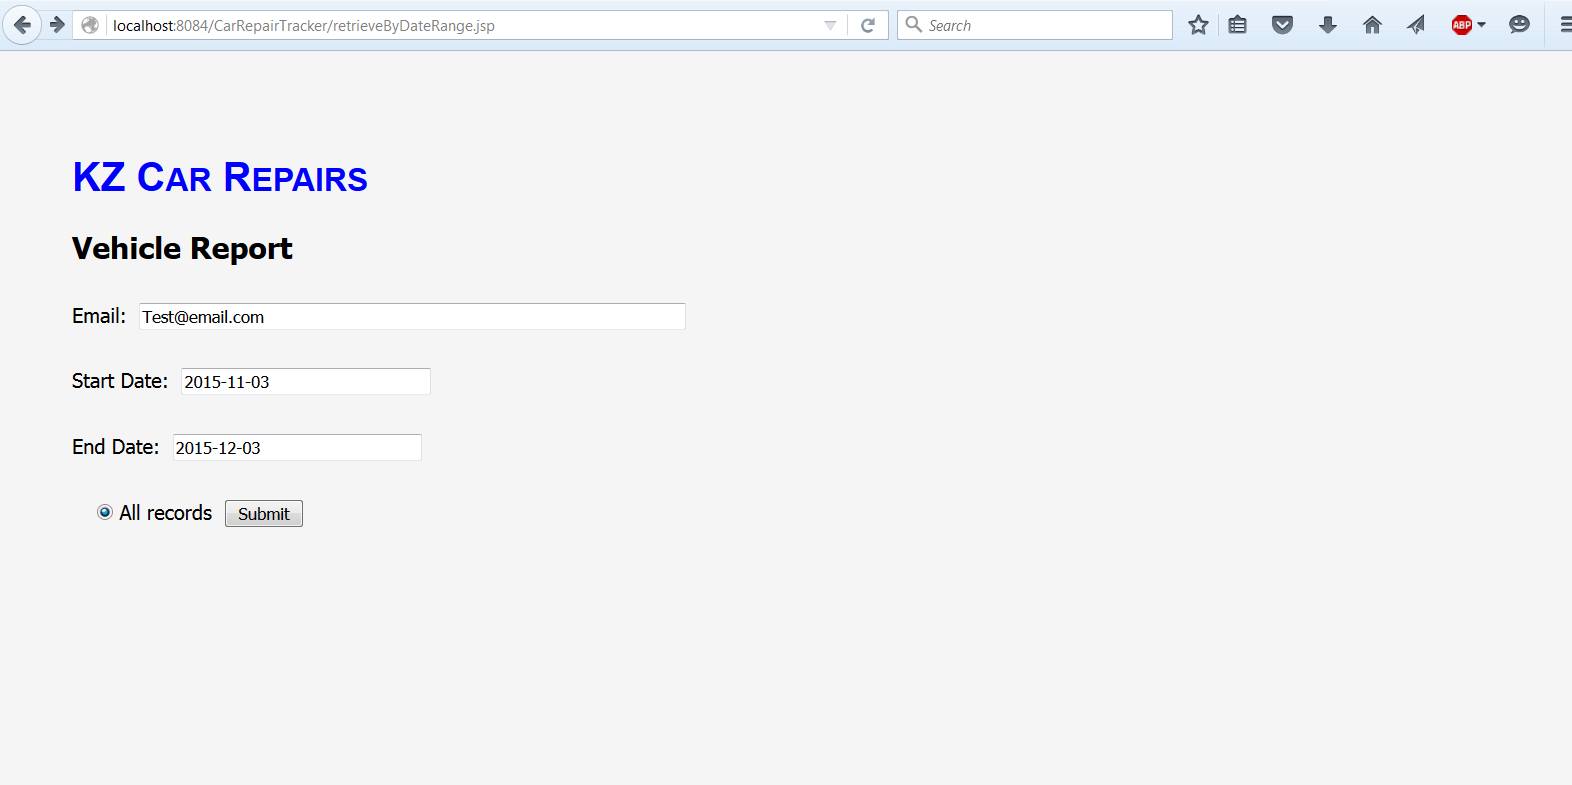 localhost:8084/CarRepairTracker/retrieveByDateRange.jsp Search ABP
KZ CAR REPAIRS
Vehicle Report
Email: Test@email.com
Start Date: 2015-11-03
End Date: 2015-12-03
All records Submit